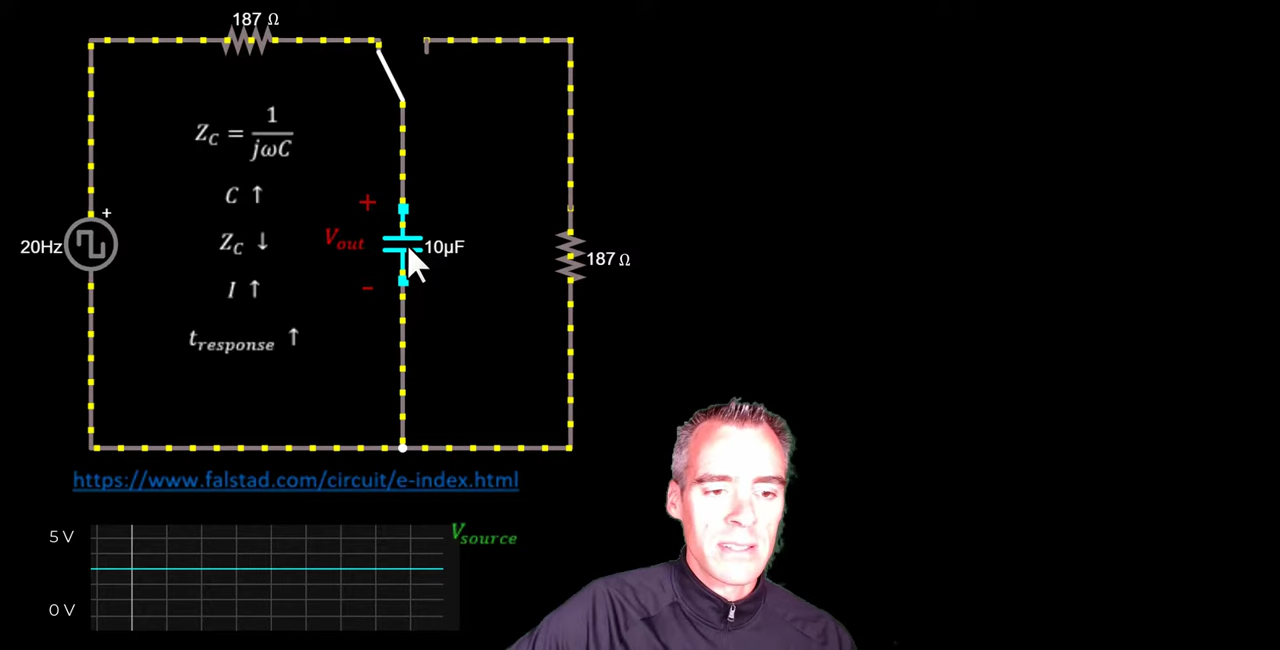 187 Ω
+
Z_C = 1/jωC
C ↑
+
20Hz
Z_C ↓
V_out
10μF
187 Ω
I ↑
−
t_response ↑
https://www.falstad.com/circuit/e-index.html
5 V
V_source
0 V